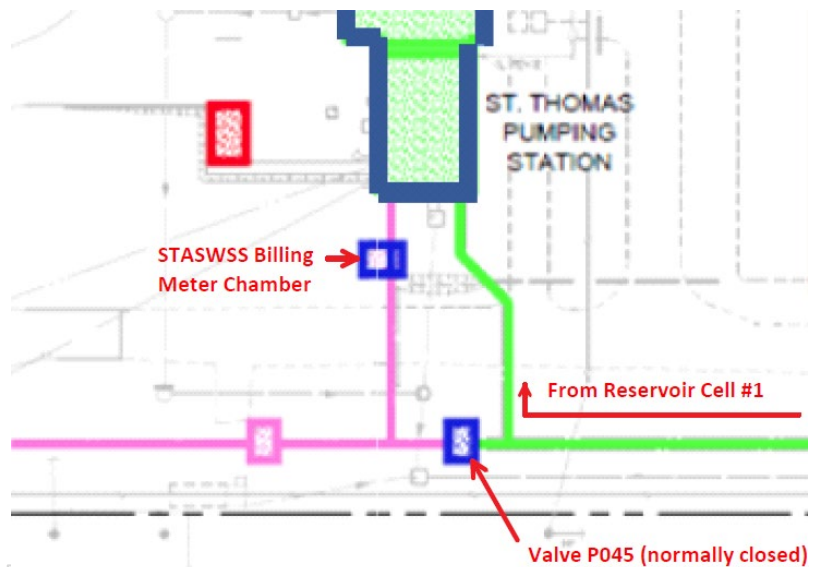 ST. THOMAS
PUMPING
STATION
STASWSS Billing
Meter Chamber
From Reservoir Cell #1
Valve P045 (normally closed)